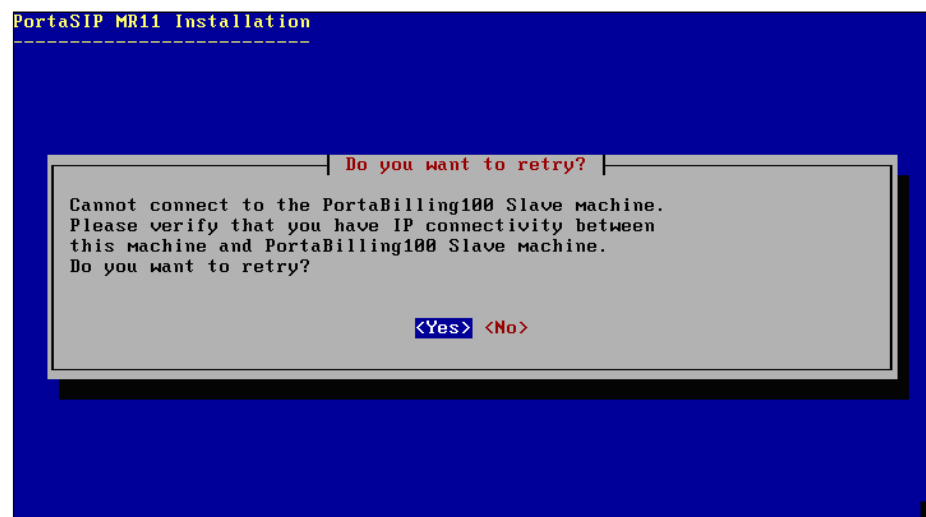 PortaSIP MR11 Installation
--------------------------
Do you want to retry?
Cannot connect to the PortaBilling100 Slave machine.
Please verify that you have IP connectivity between
this machine and PortaBilling100 Slave machine.
Do you want to retry?
<Yes> <No>